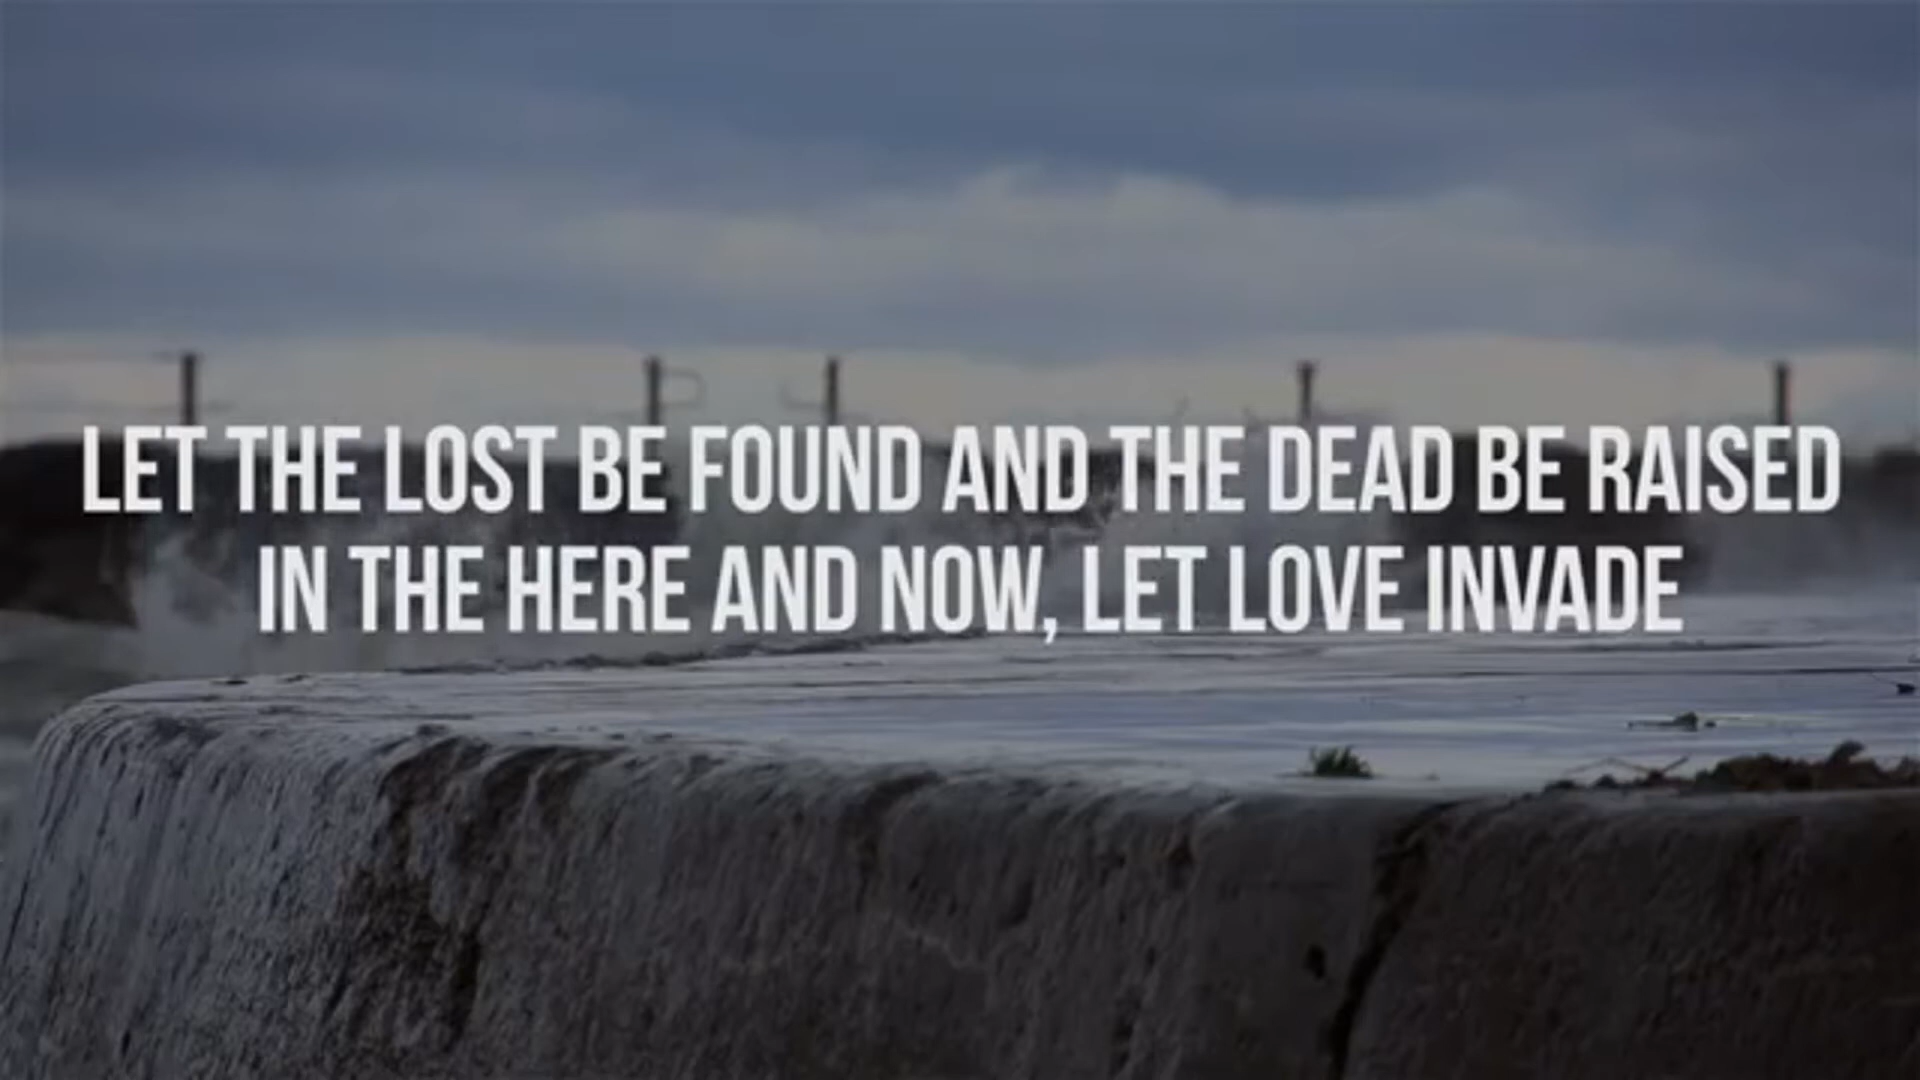 LET THE LOST BE FOUND AND THE DEAD BE RAISED
IN THE HERE AND NOW, LET LOVE INVADE